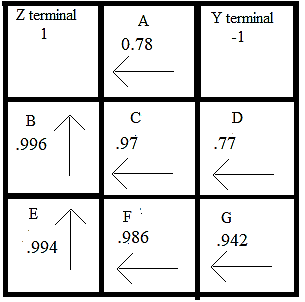 Z terminal
1
A
0.78
Y terminal
-1
B
.996
C
.97
D
.77
E
.994
F
.986
G
.942